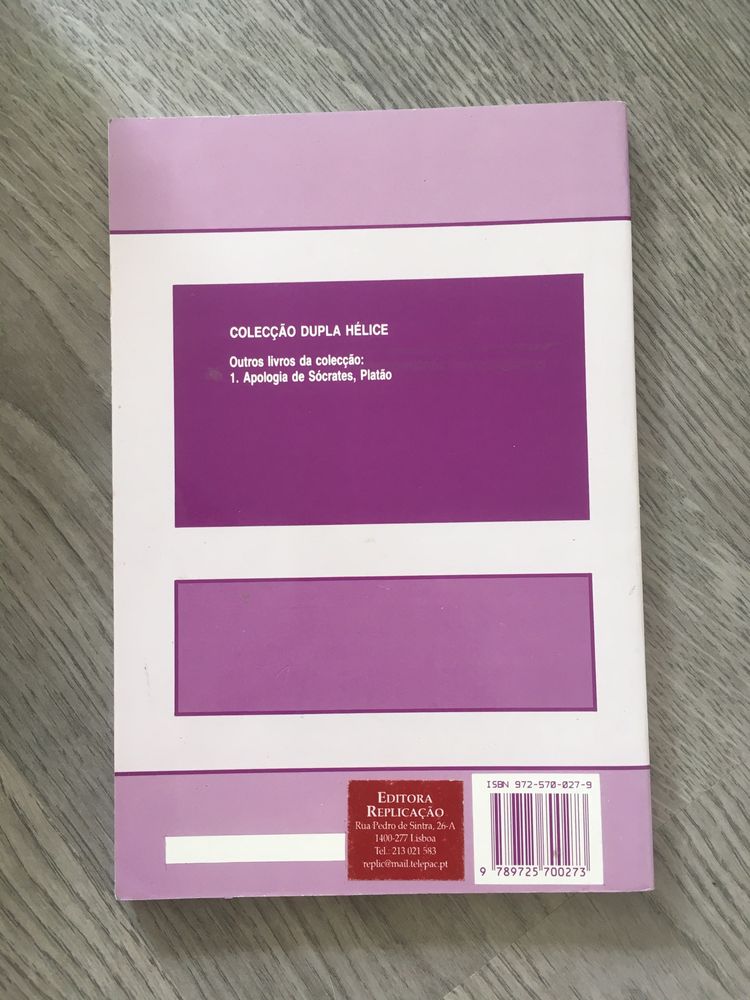 COLECÇÃO DUPLA HÉLICE
Outros livros da colecção:
1. Apologia de Sócrates, Platão
ISBN 972-570-027-9
9 789725 700273
EDITORA
REPLICAÇÃO
Rua Pedro de Sintra, 26-A
1400-277 Lisboa
Tel.: 213 021 583
replic@mail.telepac.pt